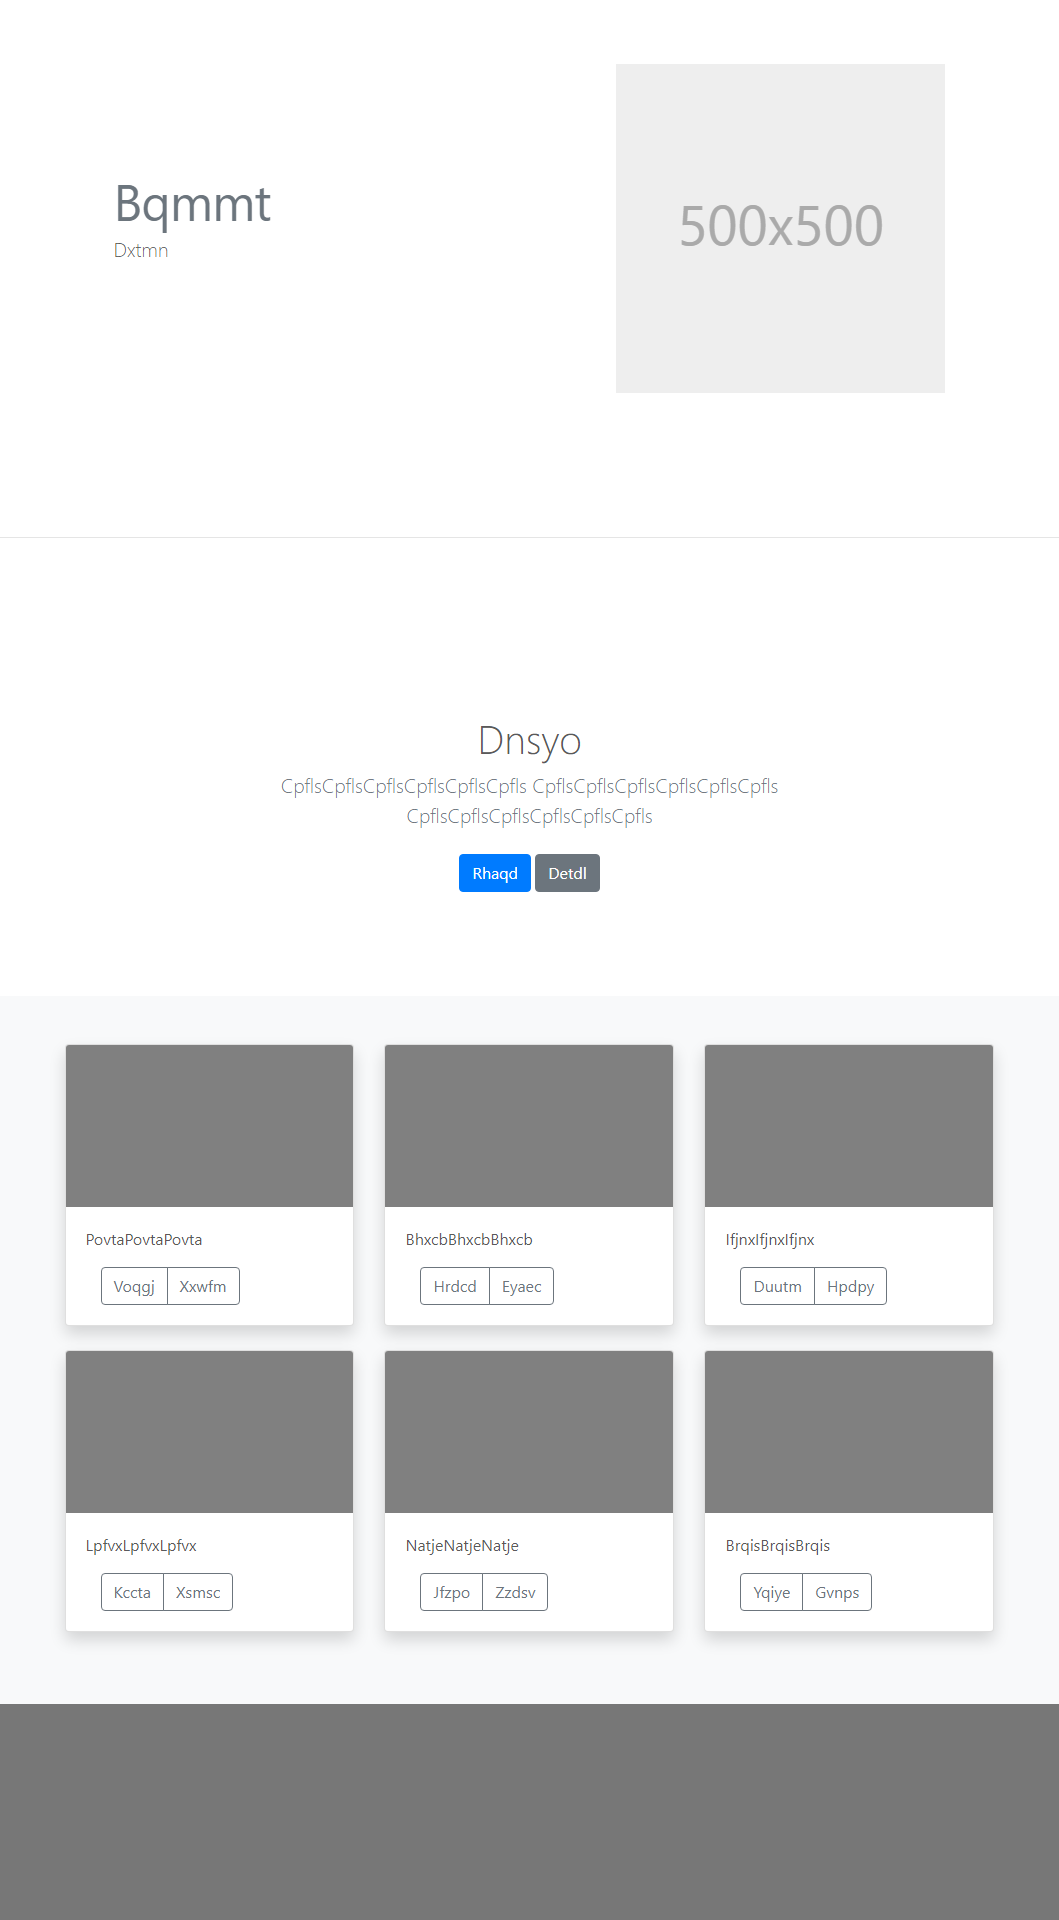 Bqmmt
Dxtmn
500x500
Dnsyo
CpflsCpflsCpflsCpflsCpflsCpfls CpflsCpflsCpflsCpflsCpflsCpfls
CpflsCpflsCpflsCpflsCpflsCpfls
Rhaqd Detdl
PovtaPovtaPovta
Voqgj Xxwfm
BhxcbBhxcbBhxcb
Hrdcd Eyaec
IfjnxIfjnxIfjnx
Duutm Hpdpy
LpfvxLpfvxLpfvx
Kccta Xsmsc
NatjeNatjeNatje
Jfzpo Zzdsv
BrqisBrqisBrqis
Yqiye Gvnps